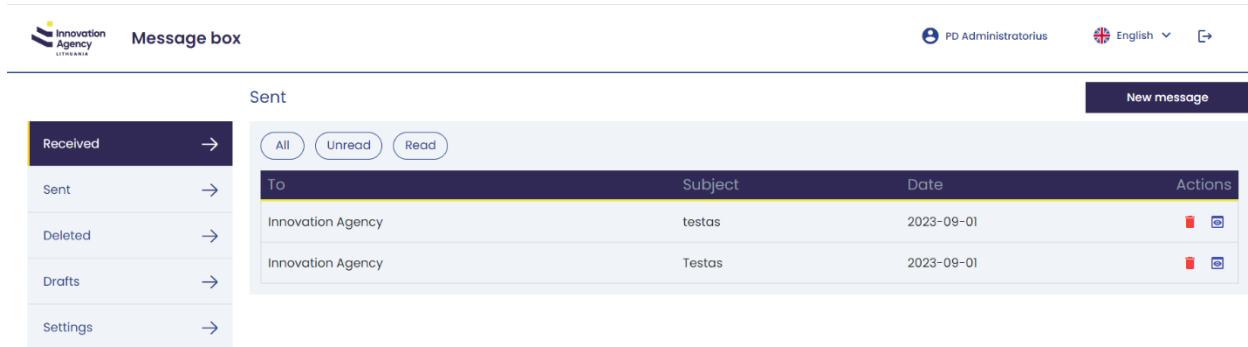 Innovation
Agency
LITHUANIA
Message box
PD Administratorius
English
Sent
New message
Received
Sent
Deleted
Drafts
Settings
All Unread Read
To Subject Date Actions
Innovation Agency testas 2023-09-01
Innovation Agency Testas 2023-09-01